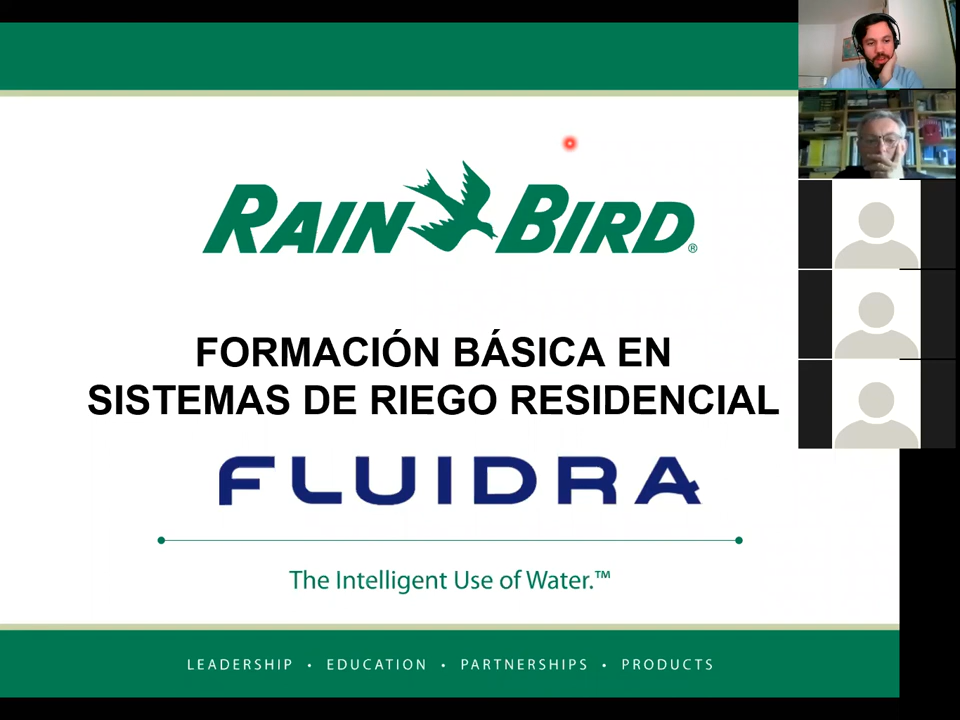 RAIN BIRD®
FORMACIÓN BÁSICA EN
SISTEMAS DE RIEGO RESIDENCIAL
FLUIDRA
The Intelligent Use of Water.™
LEADERSHIP • EDUCATION • PARTNERSHIPS • PRODUCTS